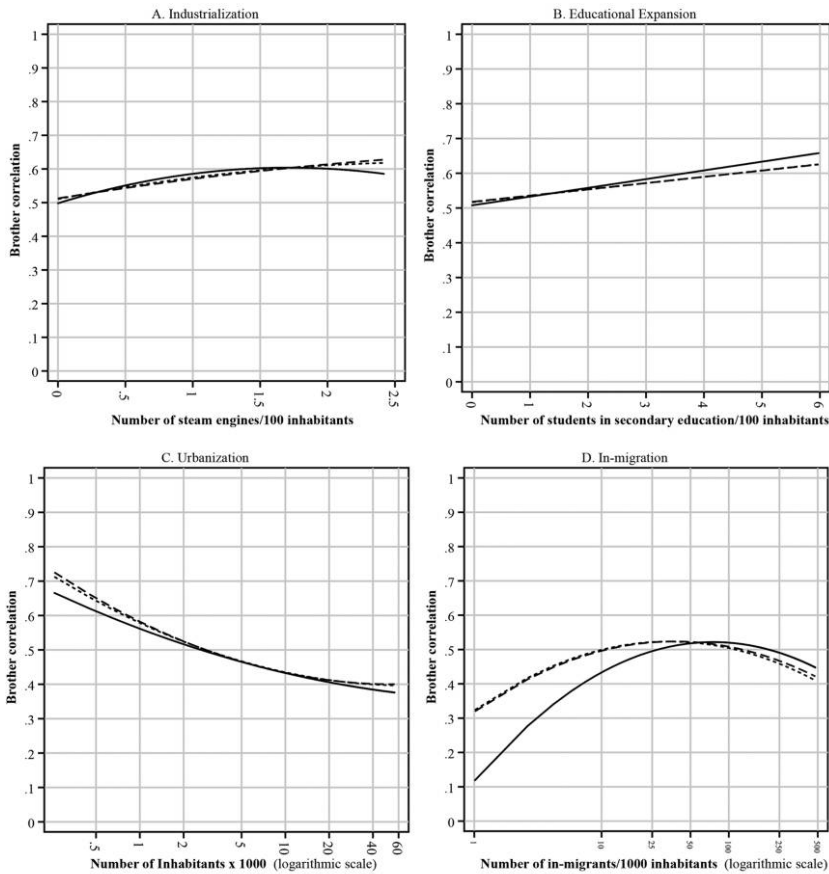 A. Industrialization
1
.9
.8
.7
.6
.5
.4
.3
.2
.1
0
Brother correlation
0 .5 1 1.5 2 2.5
Number of steam engines/100 inhabitants
B. Educational Expansion
1
.9
.8
.7
.6
.5
.4
.3
.2
.1
0
Brother correlation
0 1 2 3 4 5 6
Number of students in secondary education/100 inhabitants
C. Urbanization
1
.9
.8
.7
.6
.5
.4
.3
.2
.1
0
Brother correlation
.5 1 2 5 10 20 40 60
Number of Inhabitants x 1000 (logarithmic scale)
D. In-migration
1
.9
.8
.7
.6
.5
.4
.3
.2
.1
0
Brother correlation
1 10 25 50 100 250 500
Number of in-migrants/1000 inhabitants (logarithmic scale)